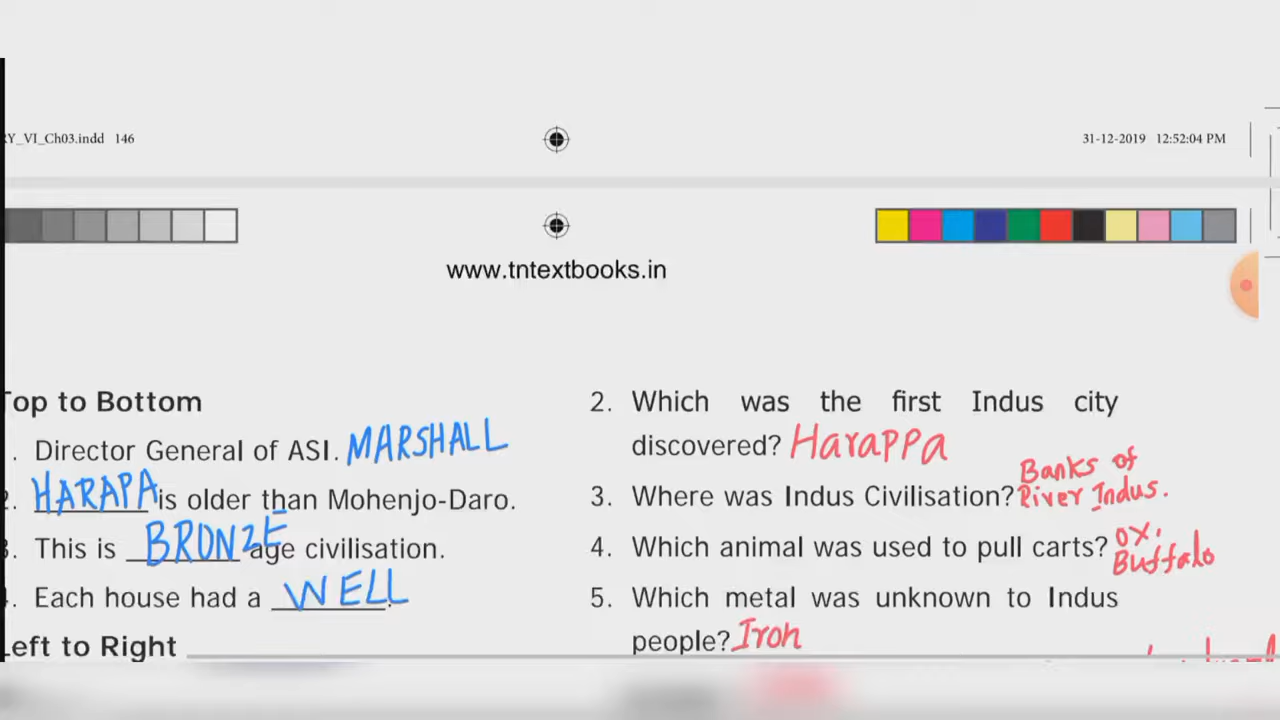 RY_VI_Ch03.indd 146
31-12-2019 12:52:04 PM
www.tntextbooks.in
Top to Bottom
. Director General of ASI. MARSHALL
2. HARAPA is older than Mohenjo-Daro.
3. This is BRONZE age civilisation.
. Each house had a WELL.
Left to Right
2. Which was the first Indus city
discovered? Harappa
3. Where was Indus Civilisation? Banks of
River Indus.
4. Which animal was used to pull carts? ox,
Buffalo
5. Which metal was unknown to Indus
people? Iron